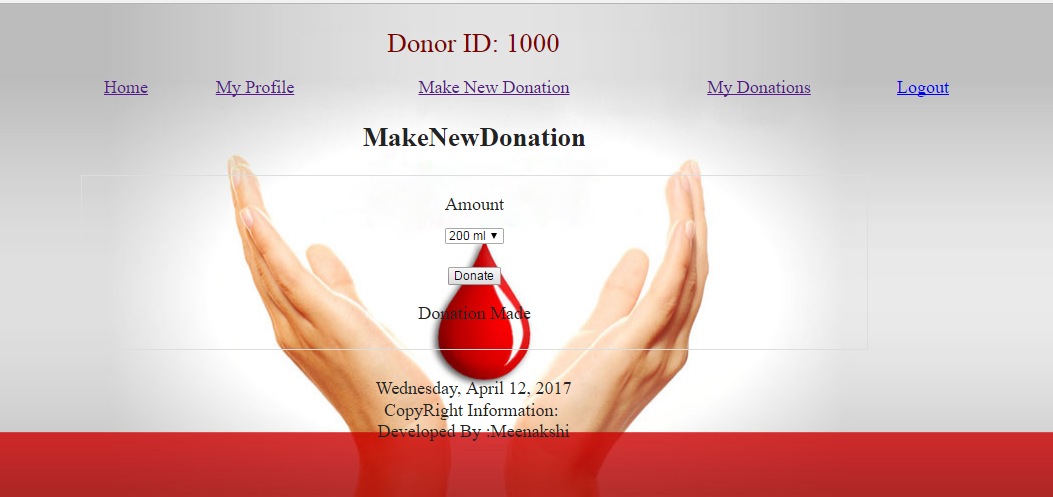 Donor ID: 1000
Home My Profile Make New Donation My Donations Logout
MakeNewDonation
Amount
200 ml
Donate
Donation Made
Wednesday, April 12, 2017
CopyRight Information:
Developed By :Meenakshi